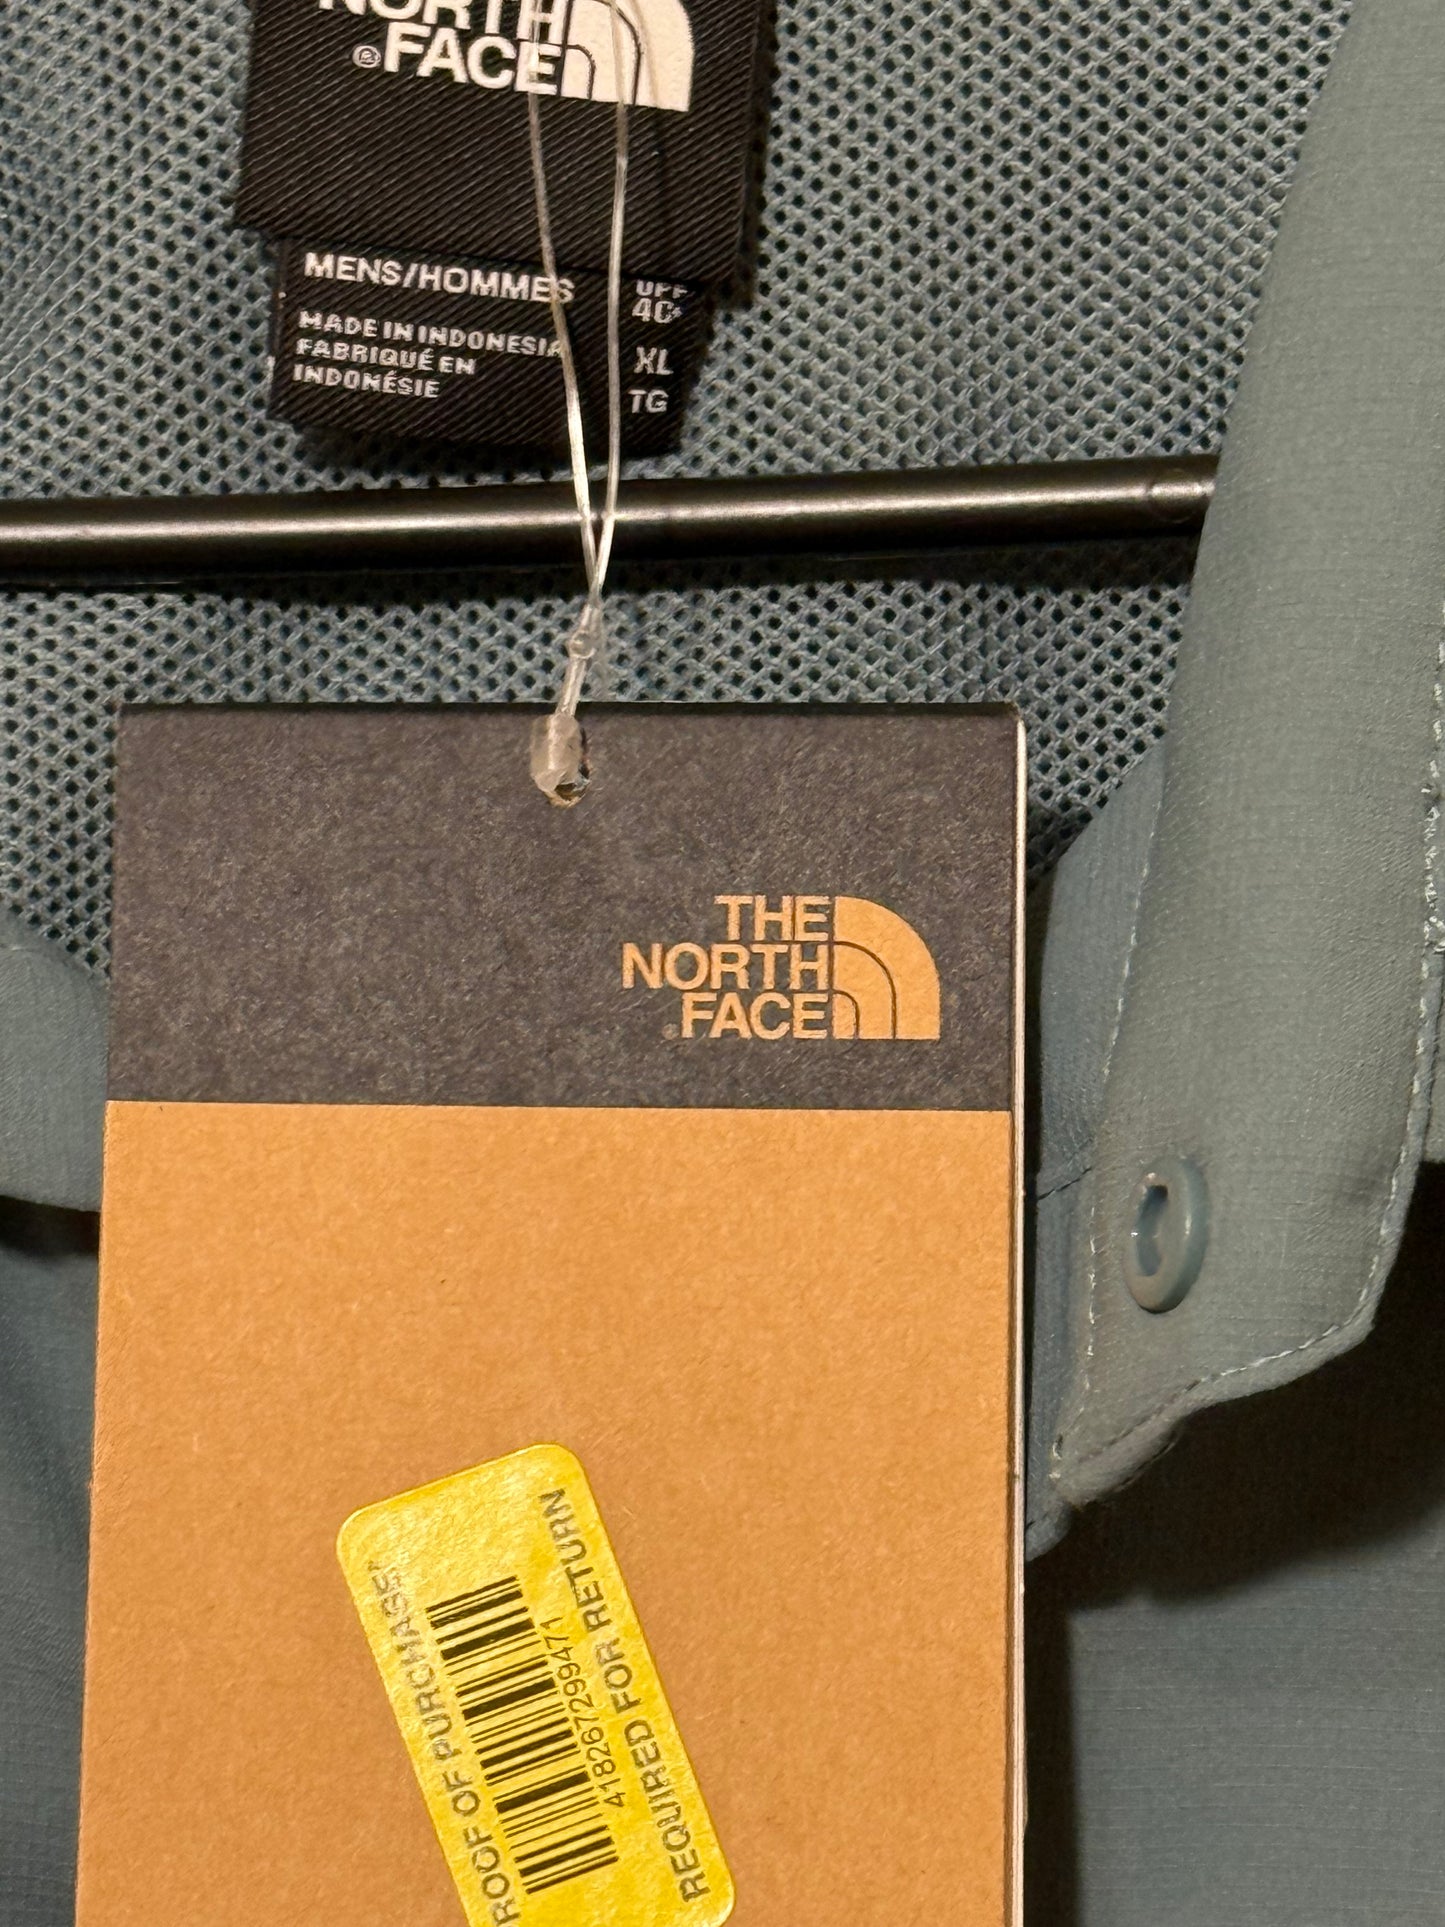 NORTH
®FACE
MENS/HOMMES
MADE IN INDONESIA
FABRIQUÉ EN
INDONÉSIE
UPF
40+
XL
TG
THE
NORTH
FACE
ROOF OF PURCHASE
418267299471
REQUIRED FOR RETURN